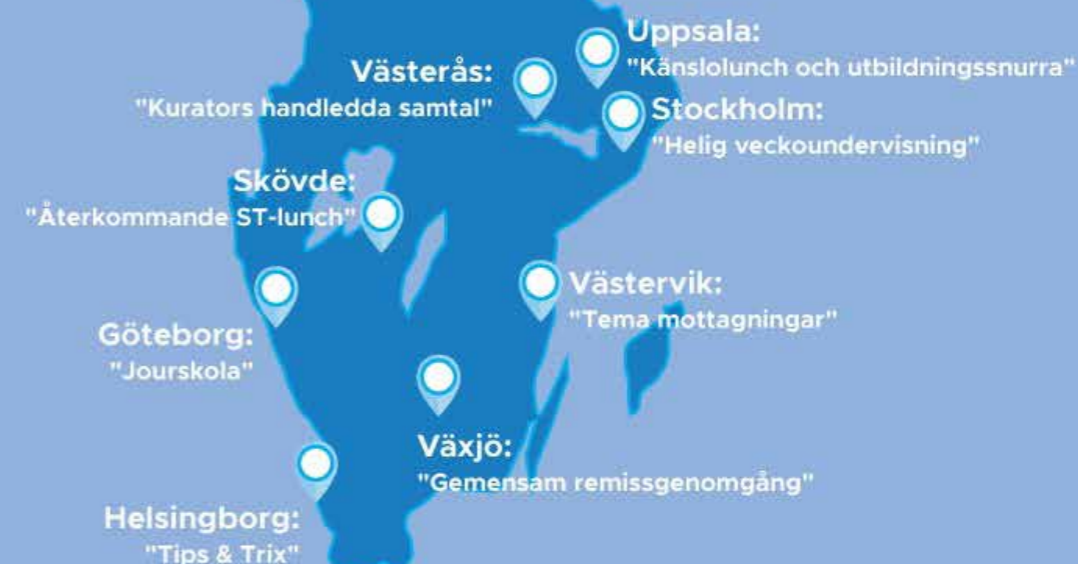 Uppsala:
"Känslolunch och utbildningssnurra"
Västerås:
"Kurators handledda samtal"
Stockholm:
"Helig veckoundervisning"
Skövde:
"Återkommande ST-lunch"
Västervik:
"Tema mottagningar"
Göteborg:
"Jourskola"
Växjö:
"Gemensam remissgenomgång"
Helsingborg:
"Tips & Trix"